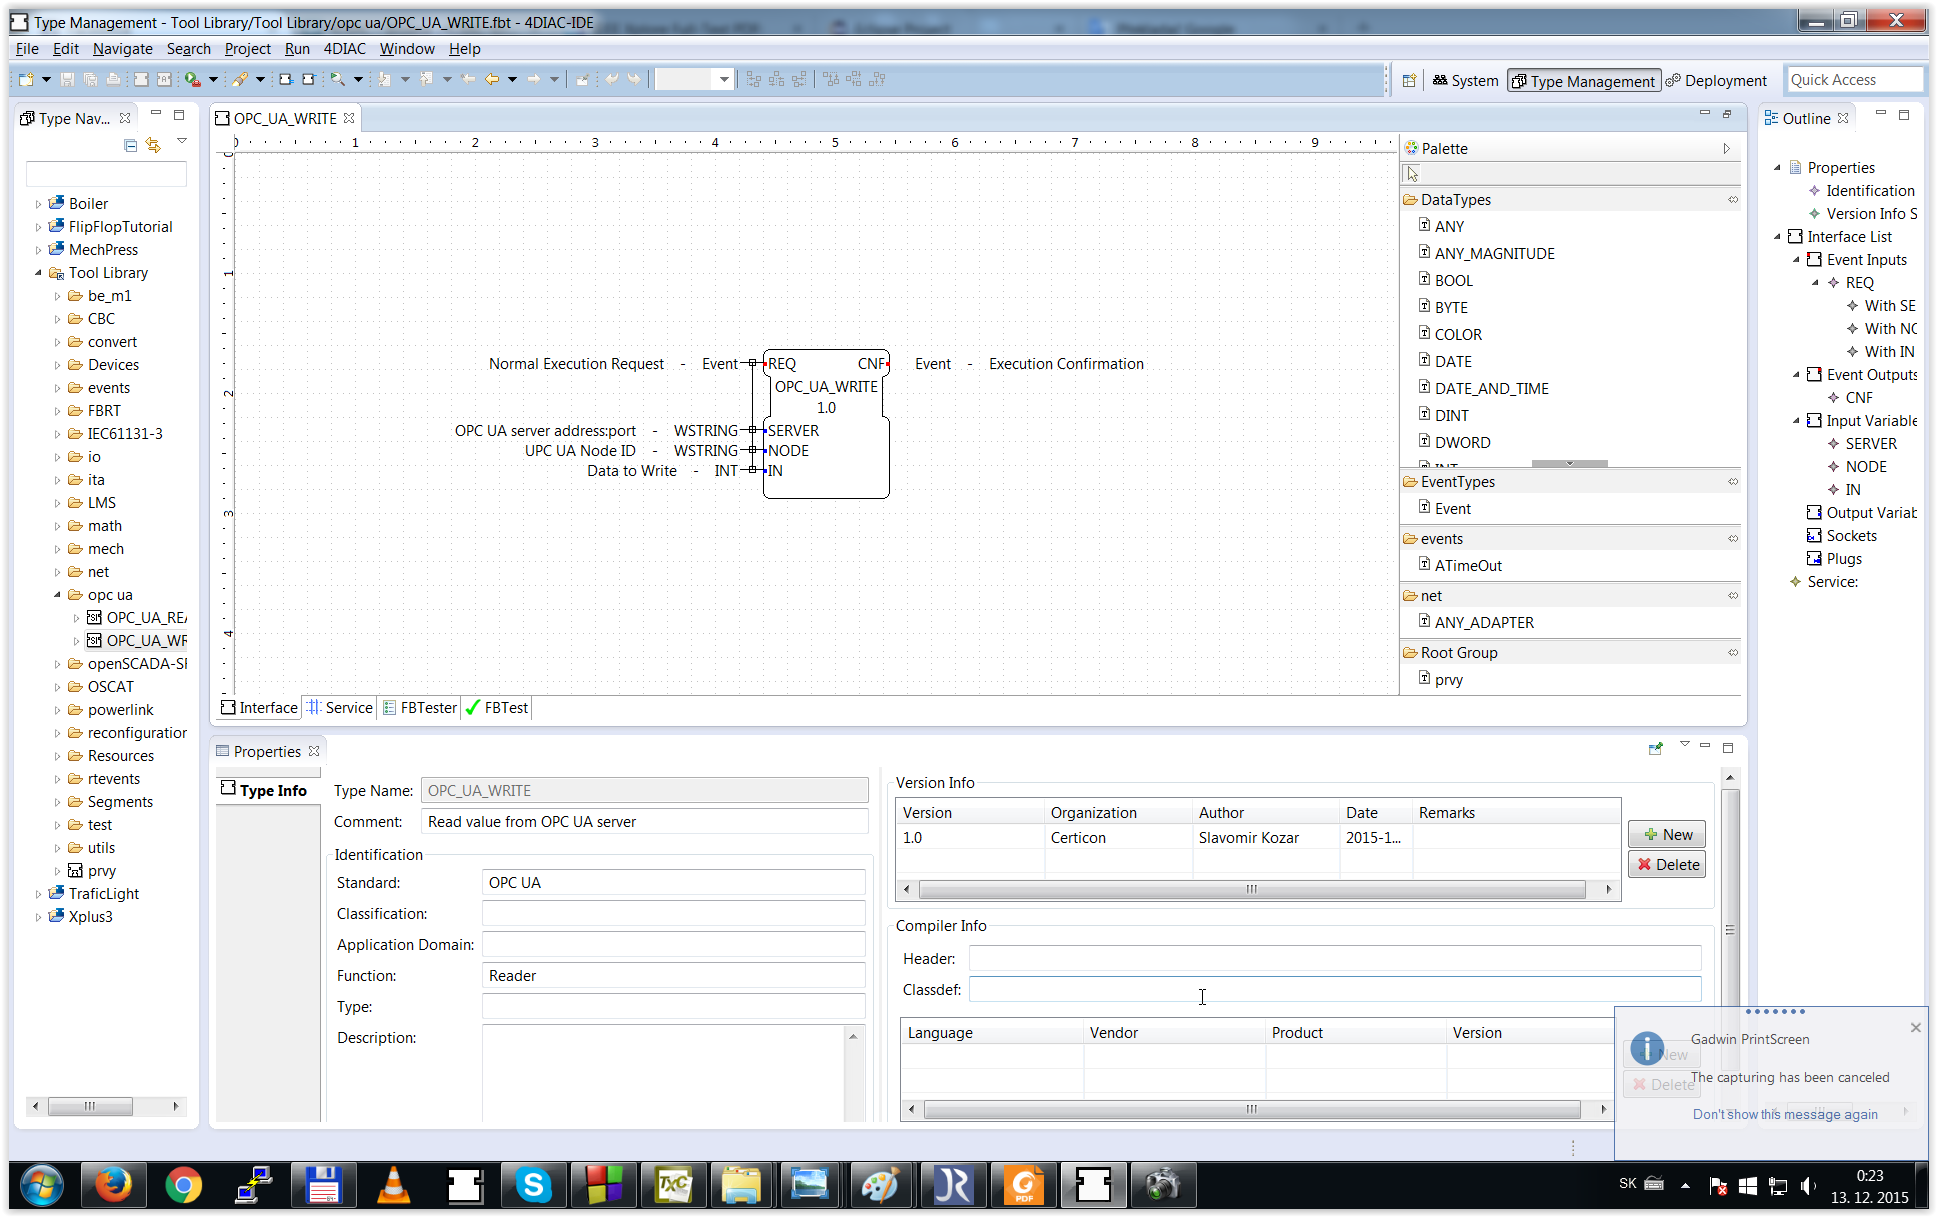 Type Management - Tool Library/Tool Library/opc ua/OPC_UA_WRITE.fbt - 4DIAC-IDE
File Edit Navigate Search Project Run 4DIAC Window Help
System Type Management Deployment Quick Access
Type Nav...
Boiler
FlipFlopTutorial
MechPress
Tool Library
be_m1
CBC
convert
Devices
events
FBRT
IEC61131-3
io
ita
LMS
math
mech
net
opc ua
OPC_UA_RE
OPC_UA_WR
openSCADA-S
OSCAT
powerlink
reconfiguration
Resources
rtevents
Segments
test
utils
prvy
TraficLight
Xplus3
OPC_UA_WRITE
0 1 2 3 4 5 6 7 8 9
0
1
2
3
4
Normal Execution Request - Event REQ CNF Event - Execution Confirmation
OPC_UA_WRITE
1.0
OPC UA server address:port - WSTRING SERVER
UPC UA Node ID - WSTRING NODE
Data to Write - INT IN
Interface Service FBTester FBTest
Palette
DataTypes
ANY
ANY_MAGNITUDE
BOOL
BYTE
COLOR
DATE
DATE_AND_TIME
DINT
DWORD
INT
EventTypes
Event
events
ATimeOut
net
ANY_ADAPTER
Root Group
prvy
Outline
Properties
Identification
Version Info S
Interface List
Event Inputs
REQ
With SE
With NO
With IN
Event Outputs
CNF
Input Variable
SERVER
NODE
IN
Output Variab
Sockets
Plugs
Service:
Properties
Type Info
Type Name: OPC_UA_WRITE
Comment: Read value from OPC UA server
Identification
Standard: OPC UA
Classification:
Application Domain:
Function: Reader
Type:
Description:
Version Info
Version Organization Author Date Remarks
1.0 Certicon Slavomir Kozar 2015-1...
New
Delete
Compiler Info
Header:
Classdef:
Language Vendor Product Version
New
Delete
Gadwin PrintScreen
The capturing has been canceled
Don't show this message again
SK
0:23
13. 12. 2015